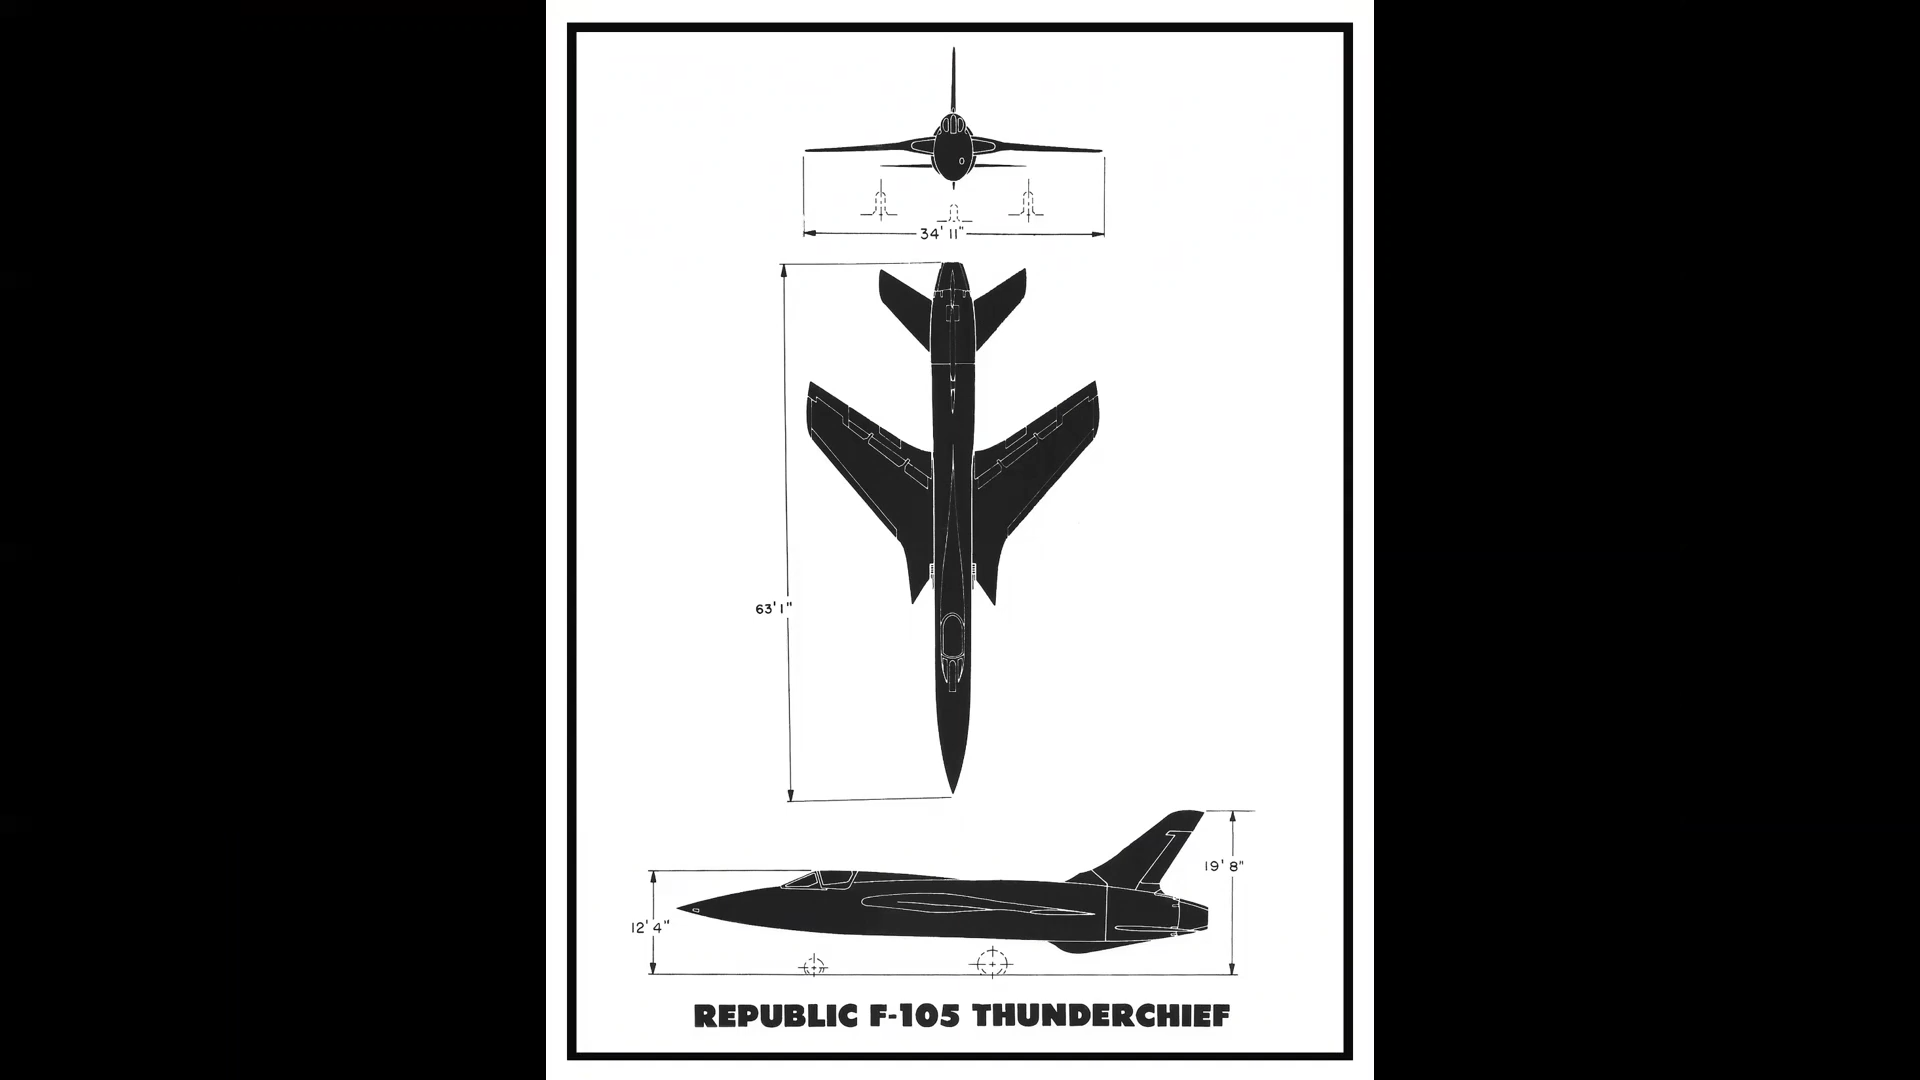 34' 11"
63' 1"
19' 8"
12' 4"
REPUBLIC F-105 THUNDERCHIEF